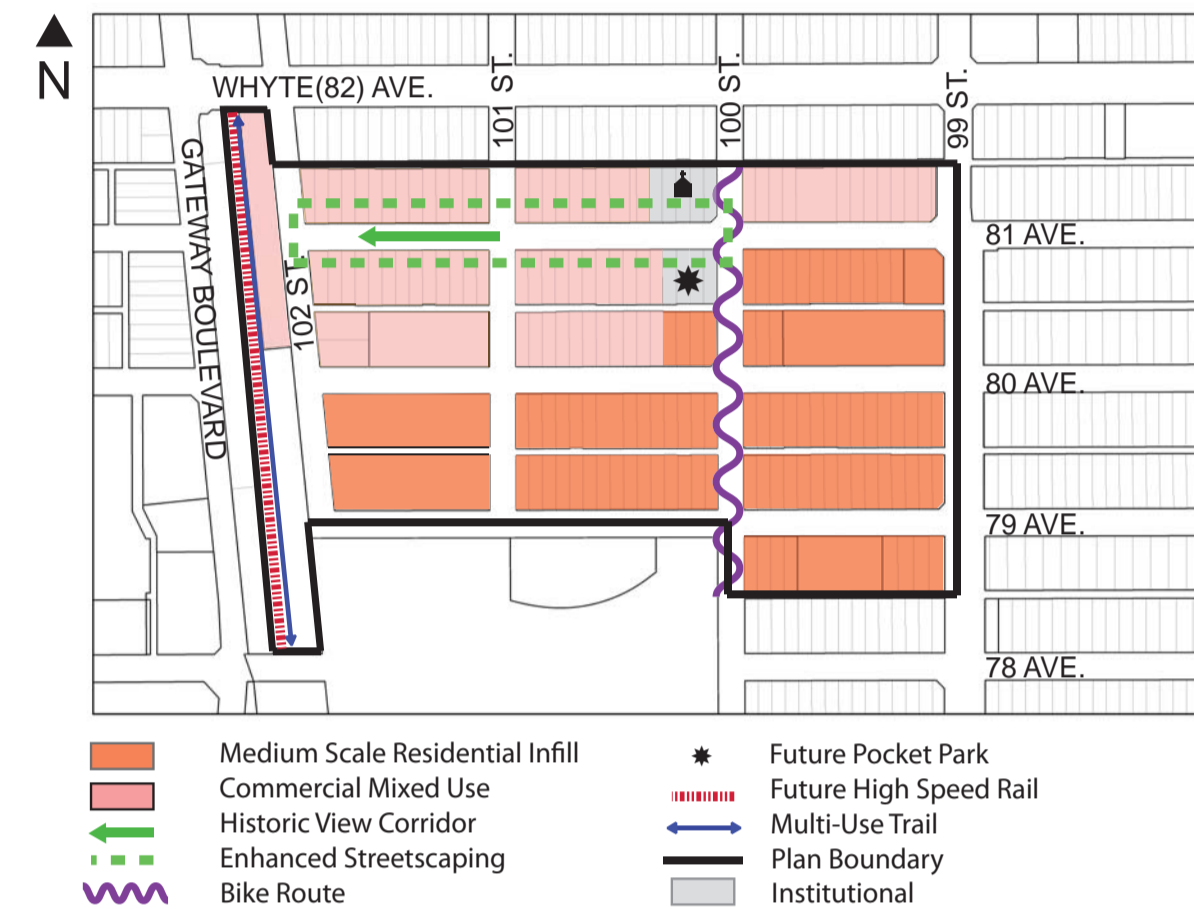 N
WHYTE(82) AVE.
101 ST.
100 ST.
99 ST.
GATEWAY BOULEVARD
102 ST.
81 AVE.
80 AVE.
79 AVE.
78 AVE.
Medium Scale Residential Infill
Commercial Mixed Use
Historic View Corridor
Enhanced Streetscaping
Bike Route
Future Pocket Park
Future High Speed Rail
Multi-Use Trail
Plan Boundary
Institutional